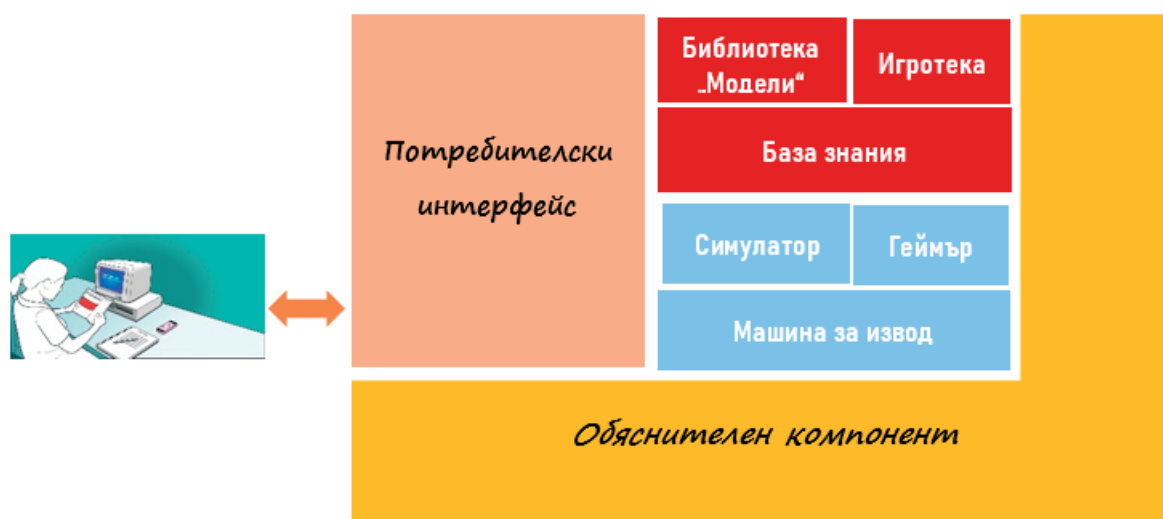 Потребителски
интерфейс
Библиотека
„Модели“
Игротека
База знания
Симулатор
Геймър
Машина за извод
Обяснителен компонент